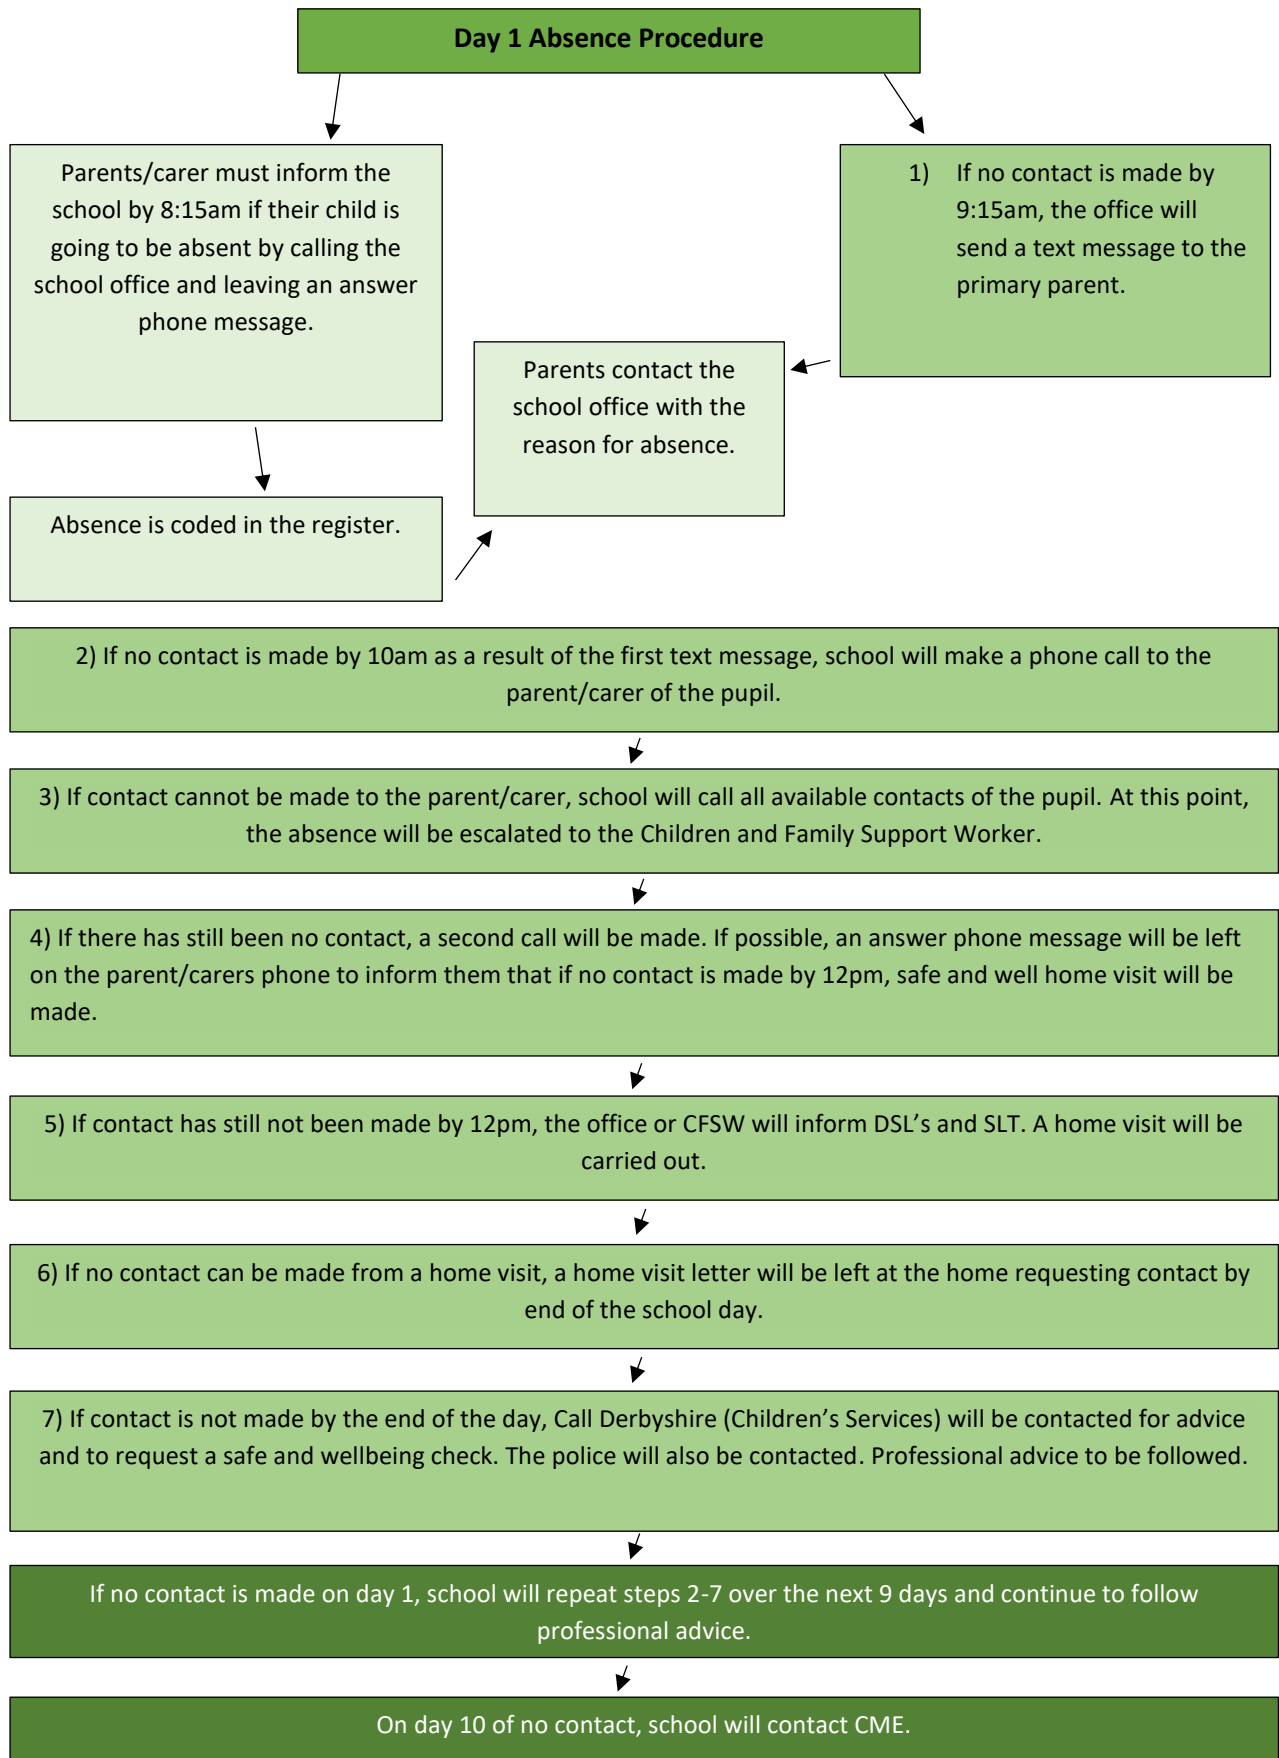 Day 1 Absence Procedure
Parents/carer must inform the
school by 8:15am if their child is
going to be absent by calling the
school office and leaving an answer
phone message.
1) If no contact is made by
9:15am, the office will
send a text message to the
primary parent.
Parents contact the
school office with the
reason for absence.
Absence is coded in the register.
2) If no contact is made by 10am as a result of the first text message, school will make a phone call to the
parent/carer of the pupil.
3) If contact cannot be made to the parent/carer, school will call all available contacts of the pupil. At this point,
the absence will be escalated to the Children and Family Support Worker.
4) If there has still been no contact, a second call will be made. If possible, an answer phone message will be left
on the parent/carers phone to inform them that if no contact is made by 12pm, safe and well home visit will be
made.
5) If contact has still not been made by 12pm, the office or CFSW will inform DSL’s and SLT. A home visit will be
carried out.
6) If no contact can be made from a home visit, a home visit letter will be left at the home requesting contact by
end of the school day.
7) If contact is not made by the end of the day, Call Derbyshire (Children’s Services) will be contacted for advice
and to request a safe and wellbeing check. The police will also be contacted. Professional advice to be followed.
If no contact is made on day 1, school will repeat steps 2-7 over the next 9 days and continue to follow
professional advice.
On day 10 of no contact, school will contact CME.